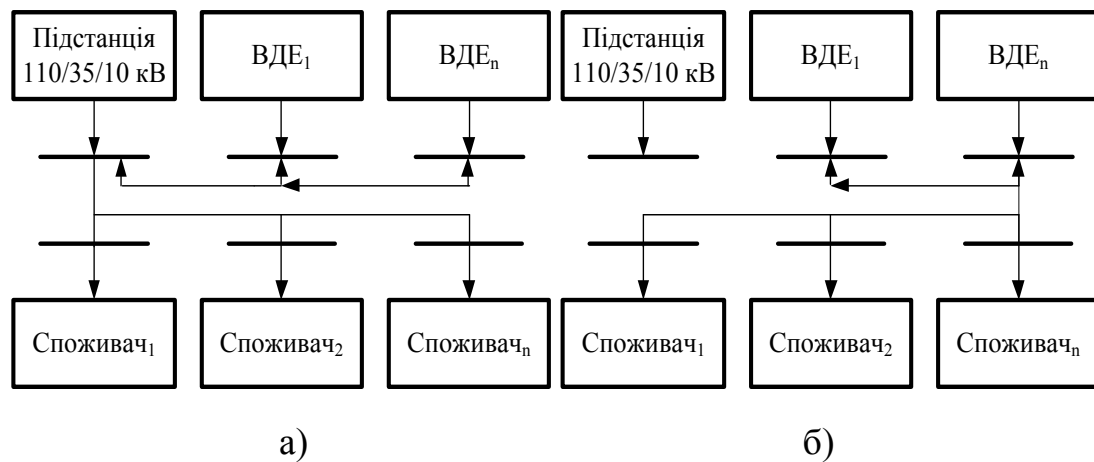 Підстанція
110/35/10 кВ
ВДЕ₁
ВДЕₙ
Підстанція
110/35/10 кВ
ВДЕ₁
ВДЕₙ
Споживач₁
Споживач₂
Споживачₙ
Споживач₁
Споживач₂
Споживачₙ
а)
б)